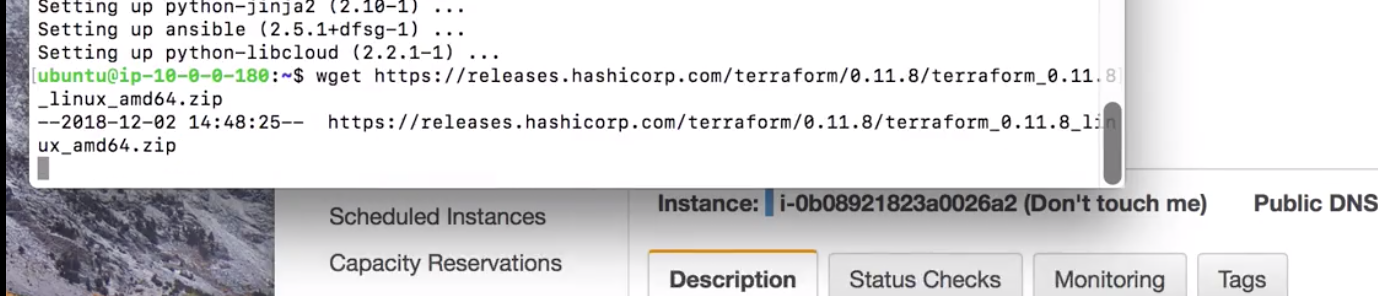 Setting up python-jinja2 (2.10-1) ...
Setting up ansible (2.5.1+dfsg-1) ...
Setting up python-libcloud (2.2.1-1) ...
[ubuntu@ip-10-0-0-180:~$ wget https://releases.hashicorp.com/terraform/0.11.8/terraform_0.11.8]
_linux_amd64.zip
--2018-12-02 14:48:25--  https://releases.hashicorp.com/terraform/0.11.8/terraform_0.11.8_lin
ux_amd64.zip
Instance: i-0b08921823a0026a2 (Don't touch me) Public DNS
Scheduled Instances
Capacity Reservations
Description Status Checks Monitoring Tags